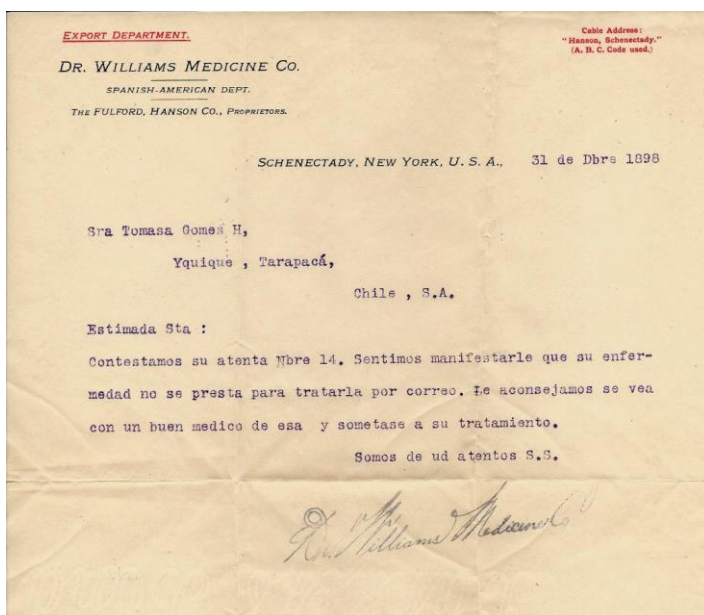 EXPORT DEPARTMENT.
Cable Address:
"Hanson, Schenectady."
(A. B. C. Code used.)
DR. WILLIAMS MEDICINE CO.
SPANISH-AMERICAN DEPT.
THE FULFORD, HANSON CO., PROPRIETORS.
SCHENECTADY, NEW YORK, U. S. A., 31 de Dbre 1898
Sra Tomasa Gomes H,
Yquique , Tarapacá,
Chile , S.A.
Estimada Sta :
Contestamos su atenta Nbre 14. Sentimos manifestarle que su enfer-
medad no se presta para tratarla por correo. Le aconsejamos se vea
con un buen medico de esa y sometase a su tratamiento.
Somos de ud atentos S.S.
Dr. Williams Medicine Co